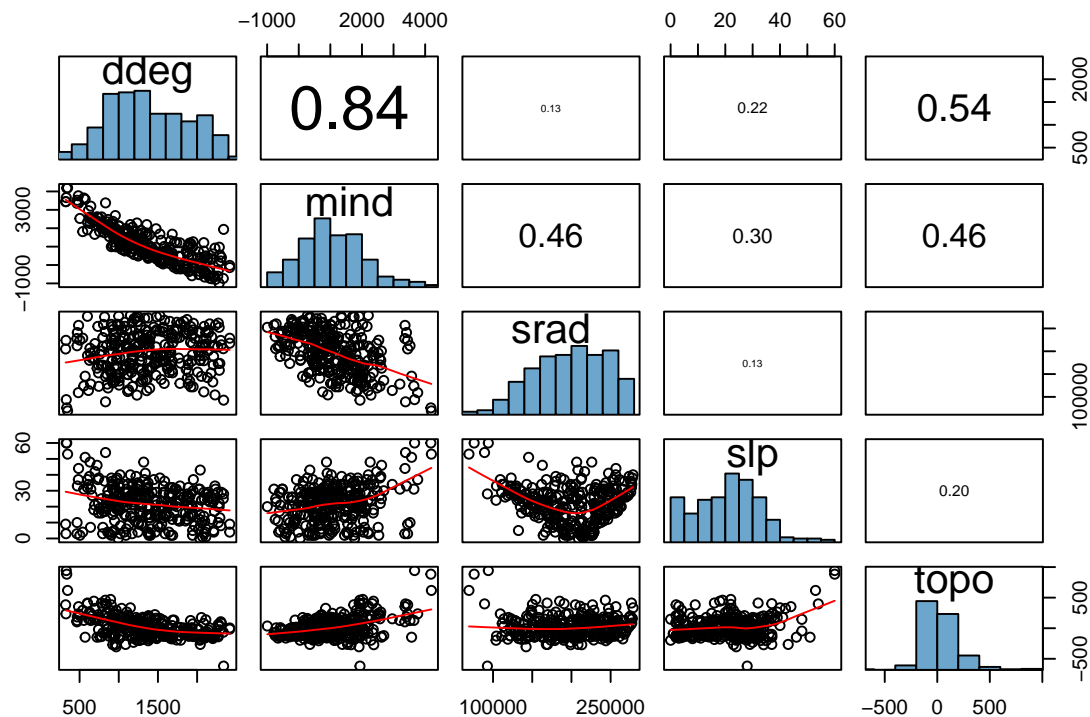 −1000 2000 4000 0 20 40 60
ddeg 0.84 0.13 0.22 0.54 500 2000
−1000 3000 mind 0.46 0.30 0.46
srad 0.13 100000
0 30 60 slp 0.20
topo −500 500
500 1500 100000 250000 −500 0 500